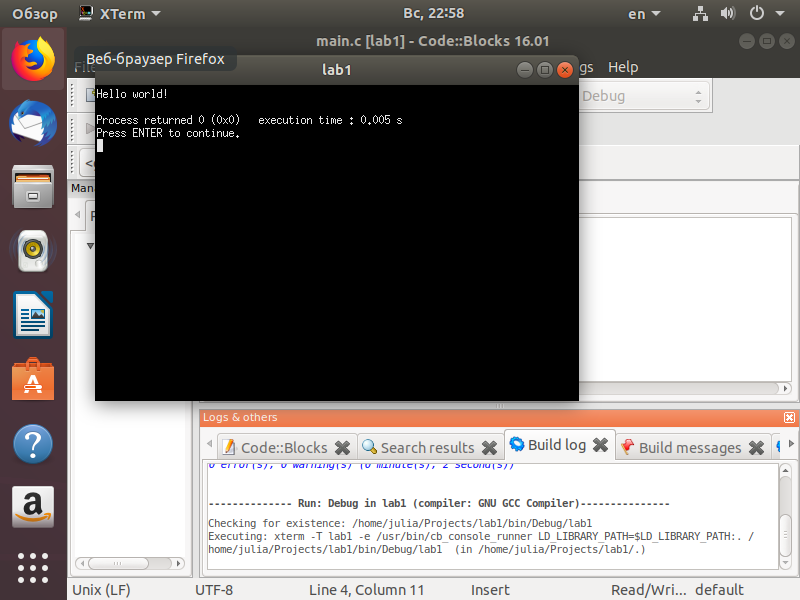 Обзор XTerm Вс, 22:58 en
main.c [lab1] - Code::Blocks 16.01
Веб-браузер Firefox
lab1
Help
Hello world!
Debug
Process returned 0 (0x0) execution time : 0.005 s
Press ENTER to continue.
Logs & others
Code::Blocks Search results Build log Build messages
0 error(s), 0 warning(s) (0 minute(s), 2 second(s))
-------------- Run: Debug in lab1 (compiler: GNU GCC Compiler)---------------
Checking for existence: /home/julia/Projects/lab1/bin/Debug/lab1
Executing: xterm -T lab1 -e /usr/bin/cb_console_runner LD_LIBRARY_PATH=$LD_LIBRARY_PATH:. /
home/julia/Projects/lab1/bin/Debug/lab1 (in /home/julia/Projects/lab1/.)
Unix (LF) UTF-8 Line 4, Column 11 Insert Read/Wri... default